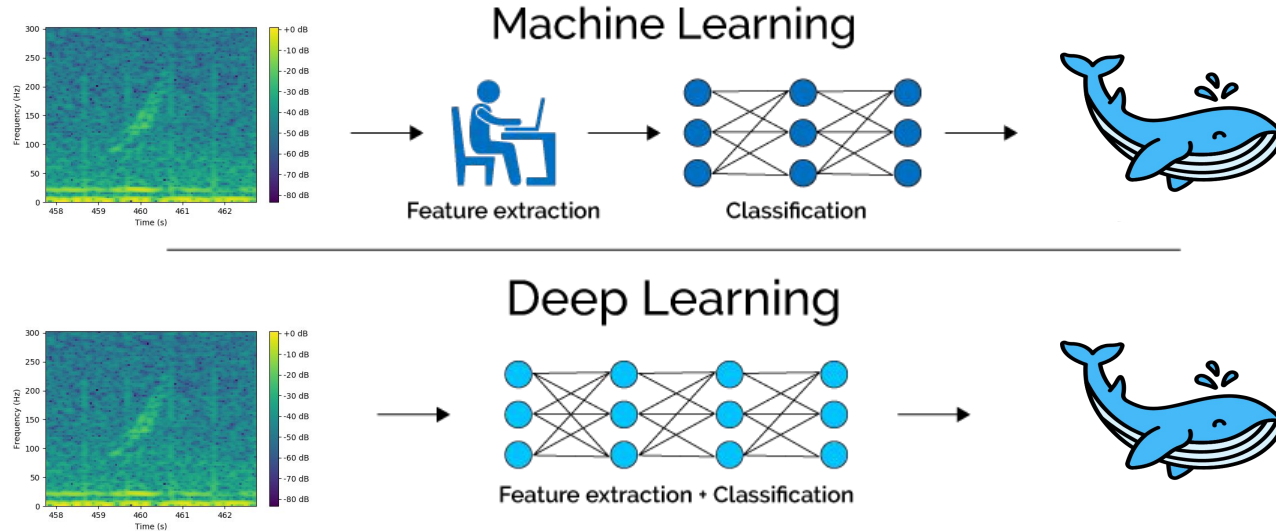 Machine Learning
300
250
200
150
100
50
0
Frequency (Hz)
458 459 460 461 462
Time (s)
+0 dB
-10 dB
-20 dB
-30 dB
-40 dB
-50 dB
-60 dB
-70 dB
-80 dB
Feature extraction
Classification
Deep Learning
300
250
200
150
100
50
0
Frequency (Hz)
458 459 460 461 462
Time (s)
+0 dB
-10 dB
-20 dB
-30 dB
-40 dB
-50 dB
-60 dB
-70 dB
-80 dB
Feature extraction + Classification